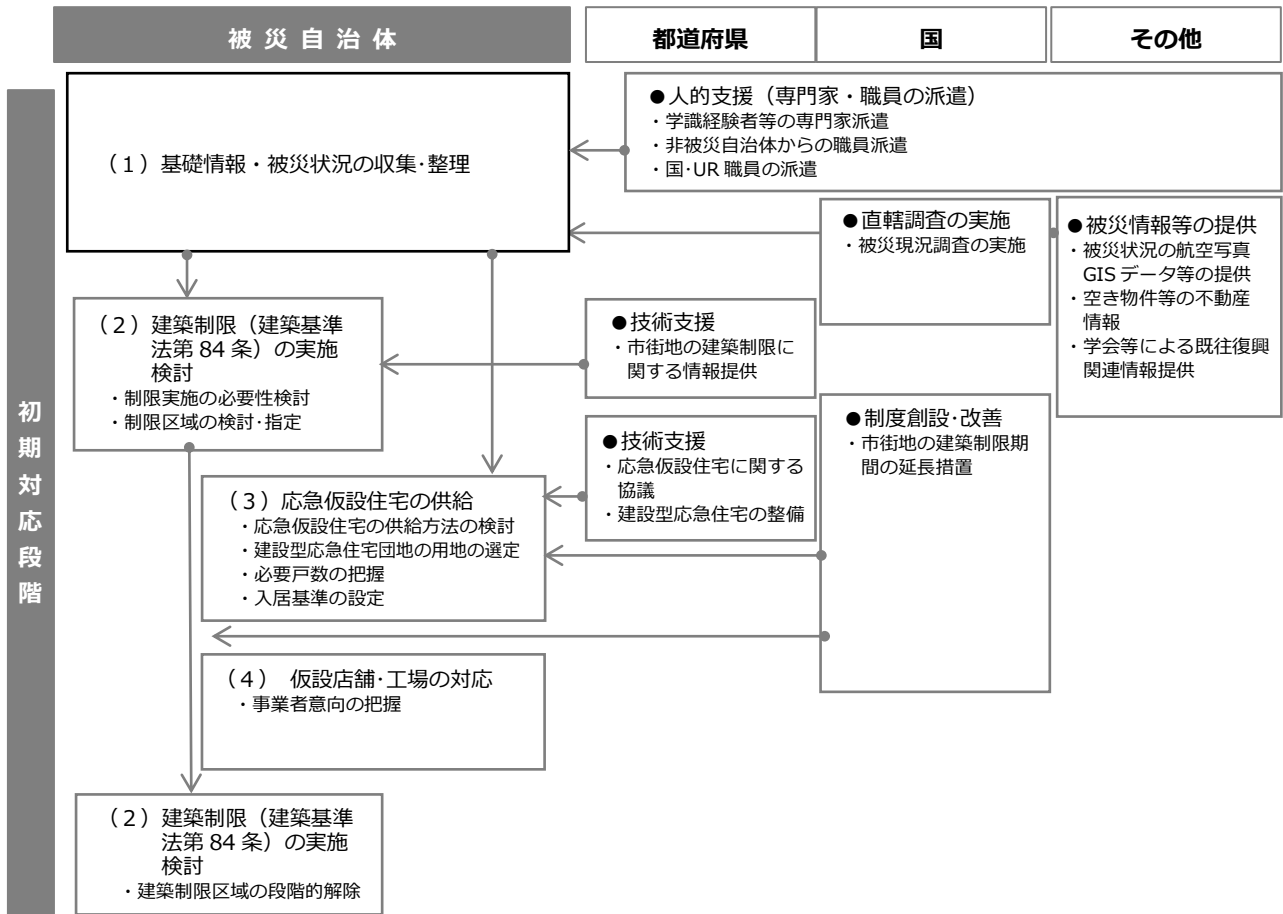 被災自治体
都道府県
国
その他
初期対応段階
（１）基礎情報・被災状況の収集･整理
●人的支援（専門家・職員の派遣）
・学識経験者等の専門家派遣
・非被災自治体からの職員派遣
・国･UR 職員の派遣
●直轄調査の実施
・被災現況調査の実施
●被災情報等の提供
・被災状況の航空写真
GIS データ等の提供
・空き物件等の不動産
情報
・学会等による既往復興
関連情報提供
（２）建築制限（建築基準
法第 84 条）の実施
検討
・制限実施の必要性検討
・制限区域の検討･指定
●技術支援
・市街地の建築制限に
関する情報提供
●制度創設･改善
・市街地の建築制限期
間の延長措置
●技術支援
・応急仮設住宅に関する
協議
・建設型応急住宅の整備
（３）応急仮設住宅の供給
・応急仮設住宅の供給方法の検討
・建設型応急住宅団地の用地の選定
・必要戸数の把握
・入居基準の設定
（４） 仮設店舗･工場の対応
・事業者意向の把握
（２）建築制限（建築基準
法第 84 条）の実施
検討
・建築制限区域の段階的解除